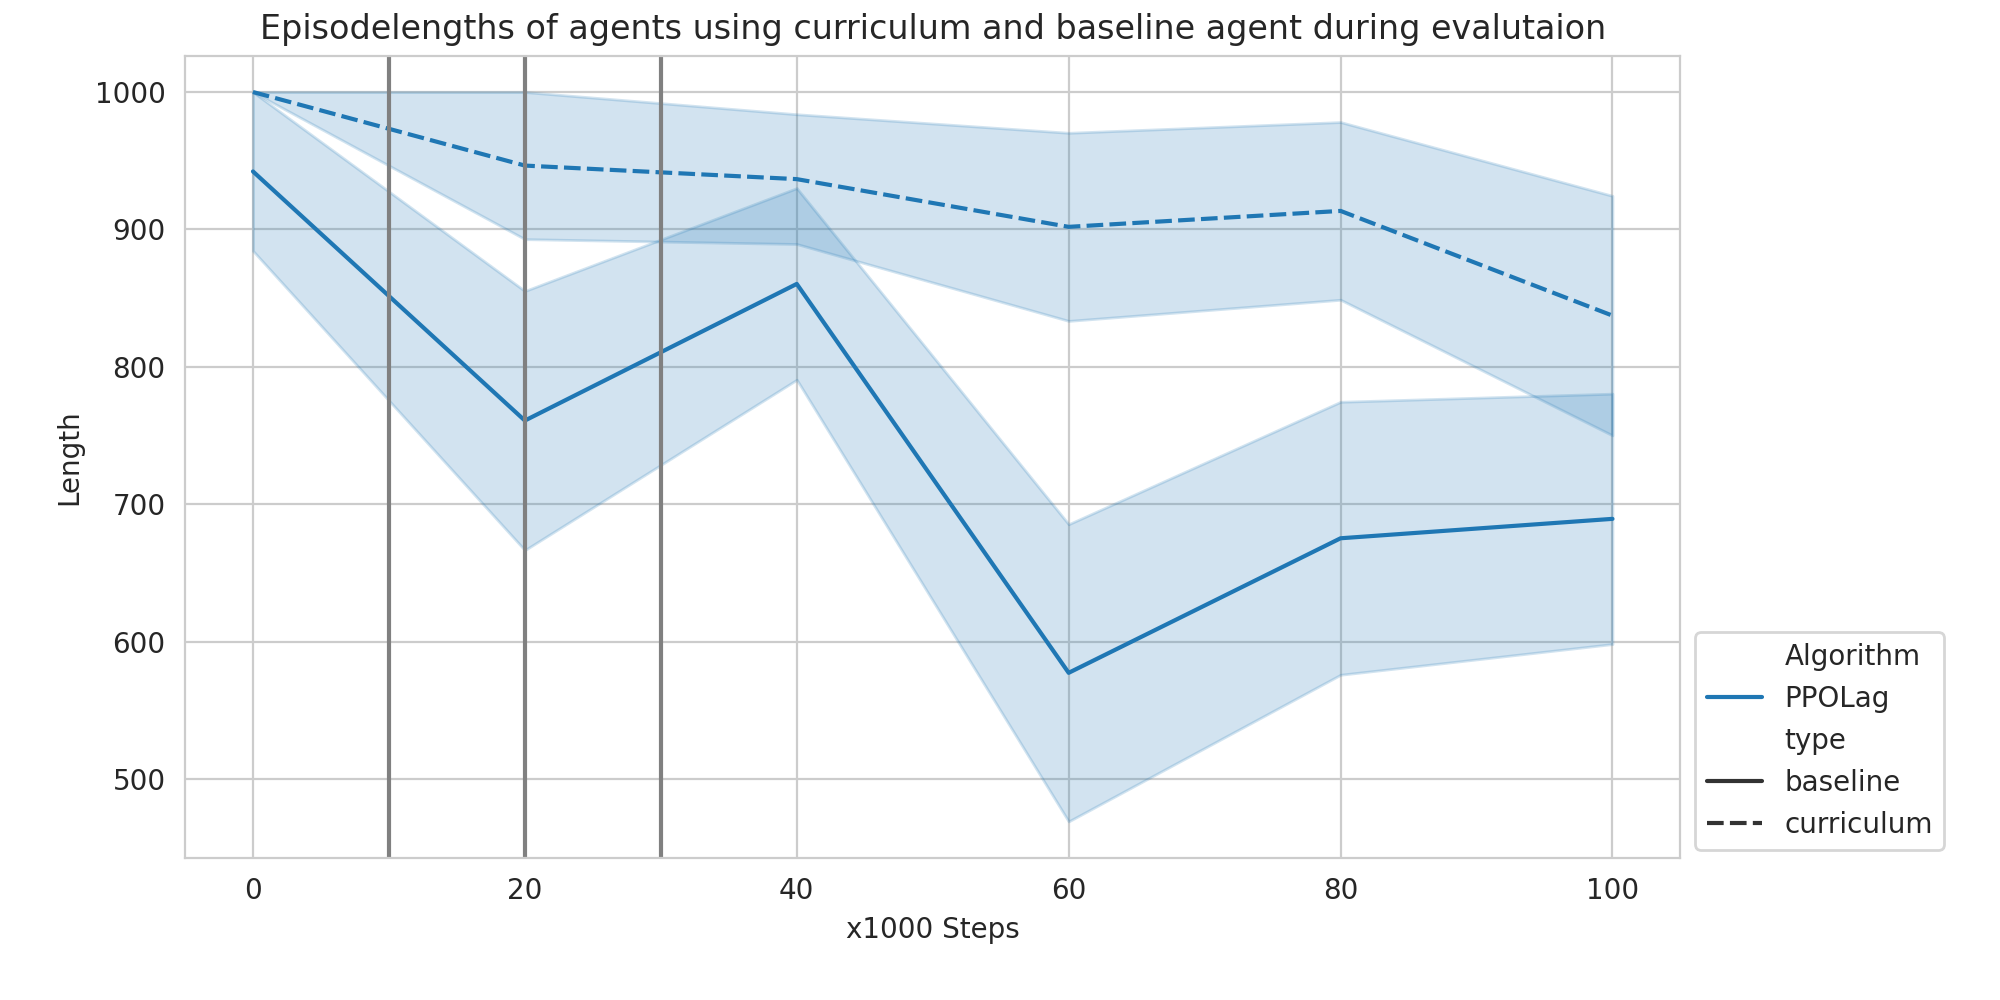 Episodelengths of agents using curriculum and baseline agent during evalutaion
1000
900
800
700
600
500
Length
0 20 40 60 80 100
x1000 Steps
Algorithm
PPOLag
type
baseline
curriculum